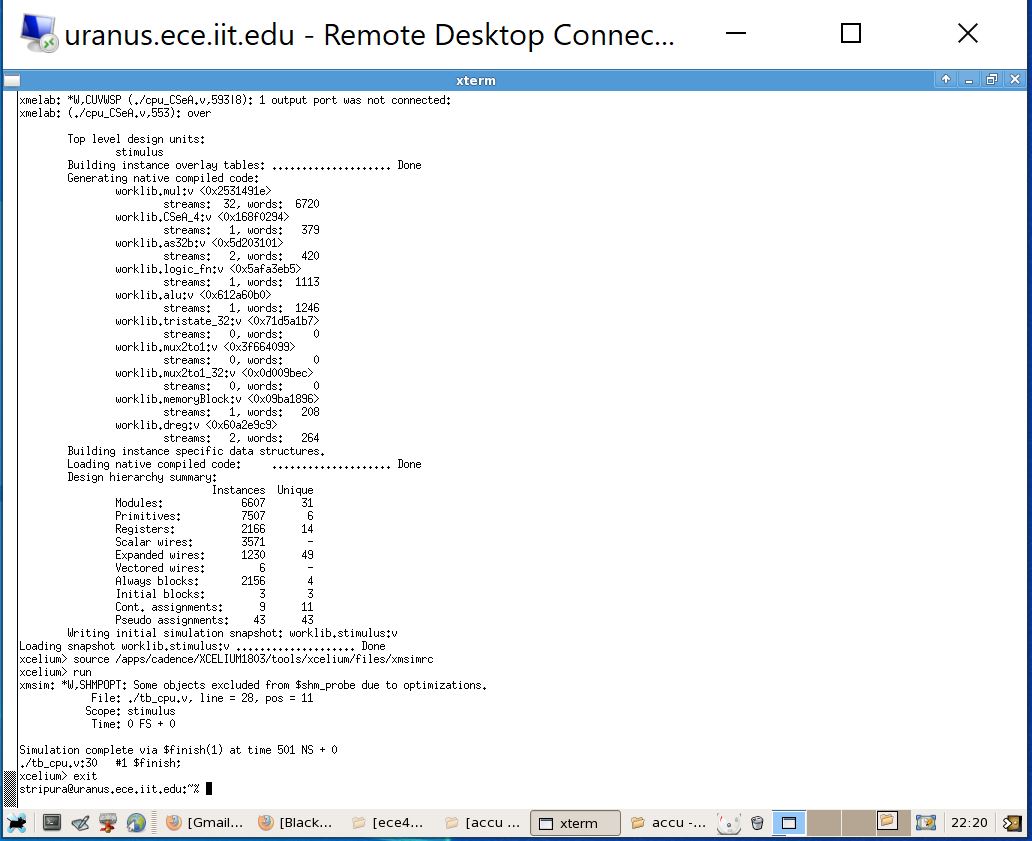 uranus.ece.iit.edu - Remote Desktop Connec...
xterm
xmelab: *W,CUVWSP (./cpu_CSeA.v,593|8): 1 output port was not connected:
xmelab: (./cpu_CSeA.v,553): over
Top level design units:
stimulus
Building instance overlay tables: .................... Done
Generating native compiled code:
worklib.mul:v <0x2531491e>
streams: 32, words: 6720
worklib.CSeA_4:v <0x168f0294>
streams: 1, words: 379
worklib.as32b:v <0x5d203101>
streams: 2, words: 420
worklib.logic_fn:v <0x5afa3eb5>
streams: 1, words: 1113
worklib.alu:v <0x612a60b0>
streams: 1, words: 1246
worklib.tristate_32:v <0x71d5a1b7>
streams: 0, words: 0
worklib.mux2to1:v <0x3f664099>
streams: 0, words: 0
worklib.mux2to1_32:v <0x0d009bec>
streams: 0, words: 0
worklib.memoryBlock:v <0x09ba1896>
streams: 1, words: 208
worklib.dreg:v <0x60a2e9c9>
streams: 2, words: 264
Building instance specific data structures.
Loading native compiled code: .................... Done
Design hierarchy summary:
Instances Unique
Modules: 6607 31
Primitives: 7507 6
Registers: 2166 14
Scalar wires: 3571 -
Expanded wires: 1230 49
Vectored wires: 6 -
Always blocks: 2156 4
Initial blocks: 3 3
Cont. assignments: 9 11
Pseudo assignments: 43 43
Writing initial simulation snapshot: worklib.stimulus:v
Loading snapshot worklib.stimulus:v .................... Done
xcelium> source /apps/cadence/XCELIUM1803/tools/xcelium/files/xmsimrc
xcelium> run
xmsim: *W,SHMPOPT: Some objects excluded from $shm_probe due to optimizations.
File: ./tb_cpu.v, line = 28, pos = 11
Scope: stimulus
Time: 0 FS + 0
Simulation complete via $finish(1) at time 501 NS + 0
./tb_cpu.v:30 #1 $finish;
xcelium> exit
stripura@uranus.ece.iit.edu:~%
[Gmail... [Black... [ece4... [accu ... xterm accu -... 22:20